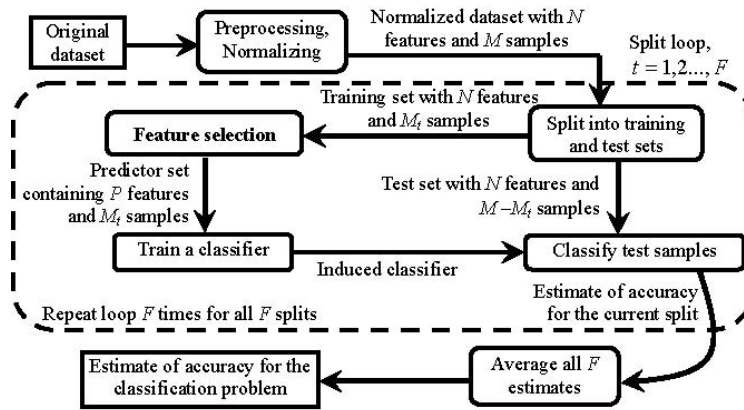 Original
dataset
Preprocessing,
Normalizing
Normalized dataset with N
features and M samples
Split loop,
t = 1,2..., F
Training set with N features
and Mt samples
Feature selection
Split into training
and test sets
Predictor set
containing P features
and Mt samples
Test set with N features and
M–Mt samples
Train a classifier
Induced classifier
Classify test samples
Repeat loop F times for all F splits
Estimate of accuracy
for the current split
Estimate of accuracy for the
classification problem
Average all F
estimates